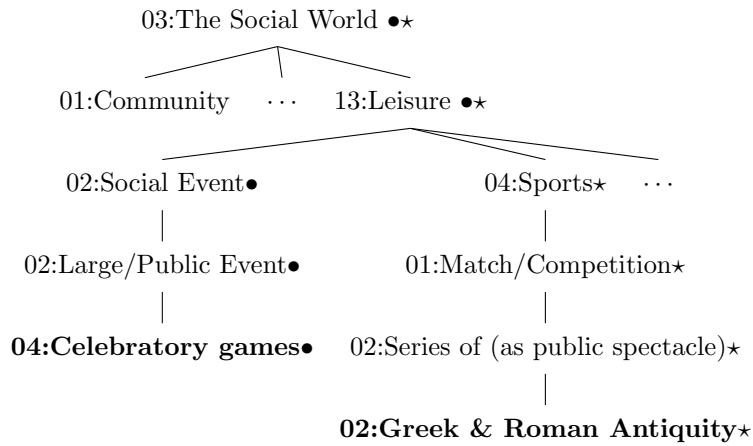 03:The Social World ●⋆
01:Community ··· 13:Leisure ●⋆
02:Social Event● 04:Sports⋆ ···
02:Large/Public Event● 01:Match/Competition⋆
04:Celebratory games● 02:Series of (as public spectacle)⋆
02:Greek & Roman Antiquity⋆